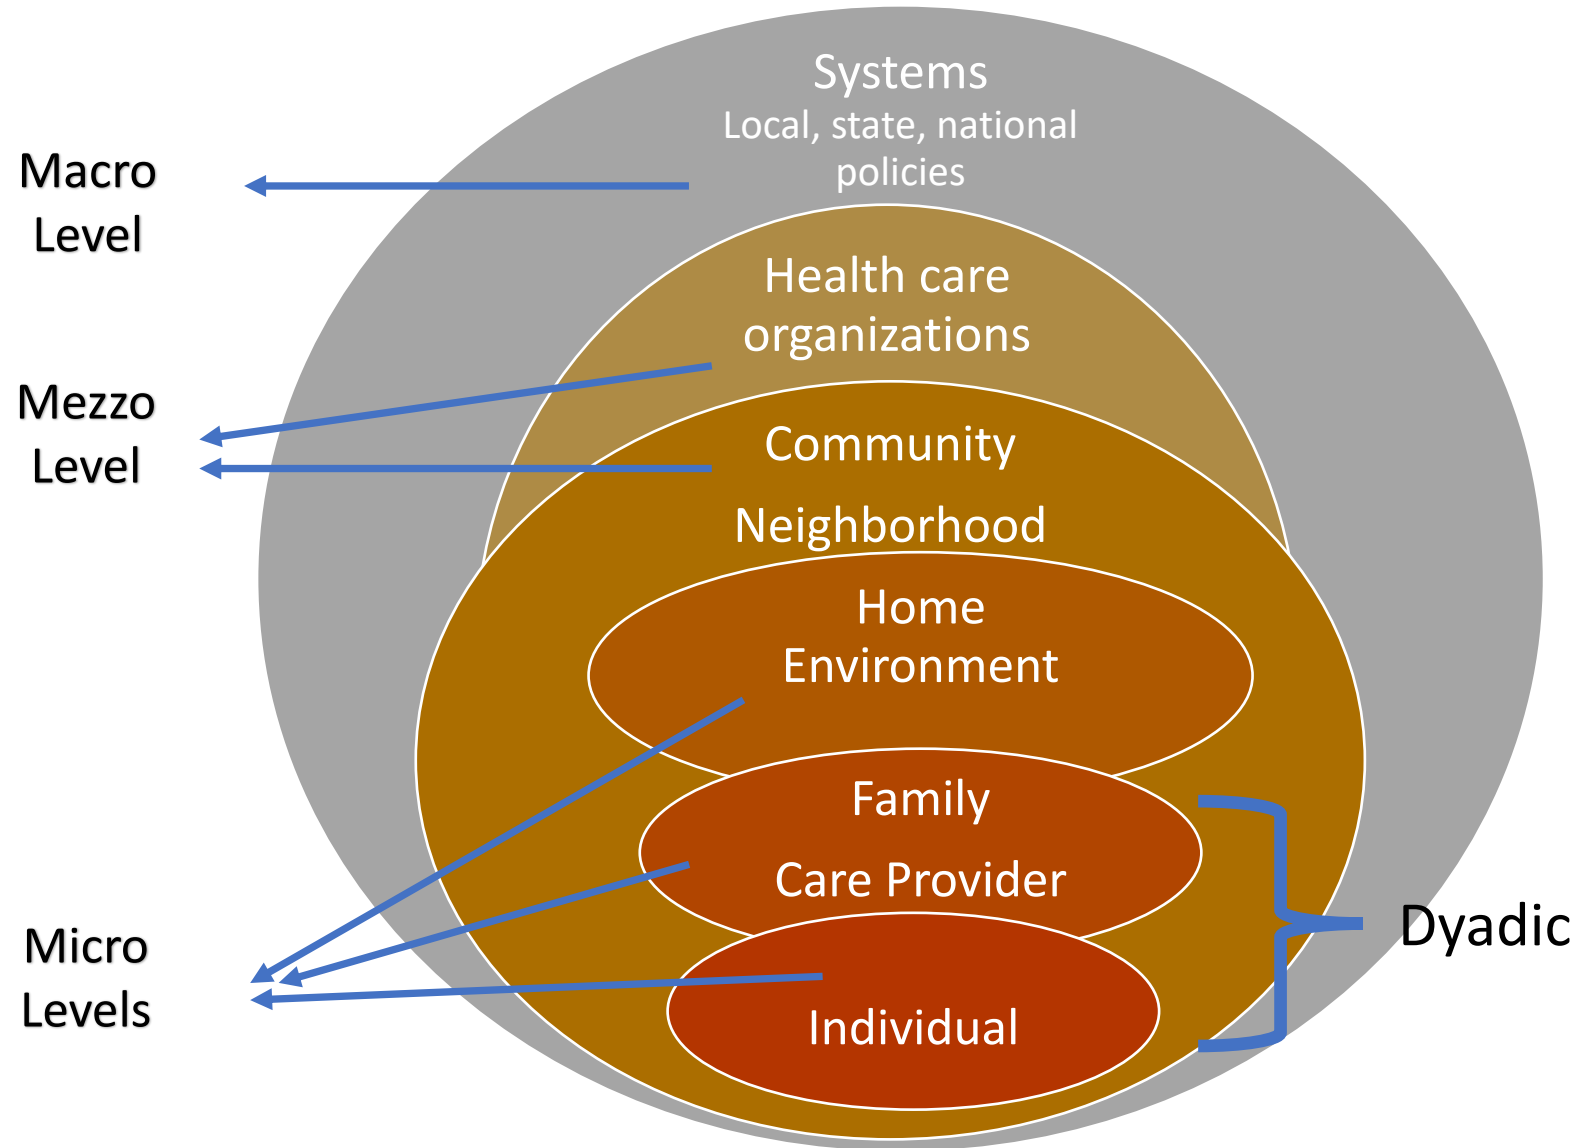 Systems
Local, state, national
policies
Macro
Level
Health care
organizations
Mezzo
Level
Community
Neighborhood
Home
Environment
Family
Care Provider
Micro
Levels
Individual
Dyadic